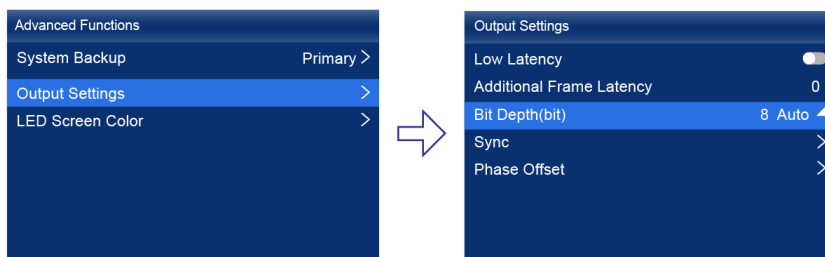 Advanced Functions
System Backup Primary >
Output Settings >
LED Screen Color >
Output Settings
Low Latency
Additional Frame Latency 0
Bit Depth(bit) 8 Auto
Sync >
Phase Offset >